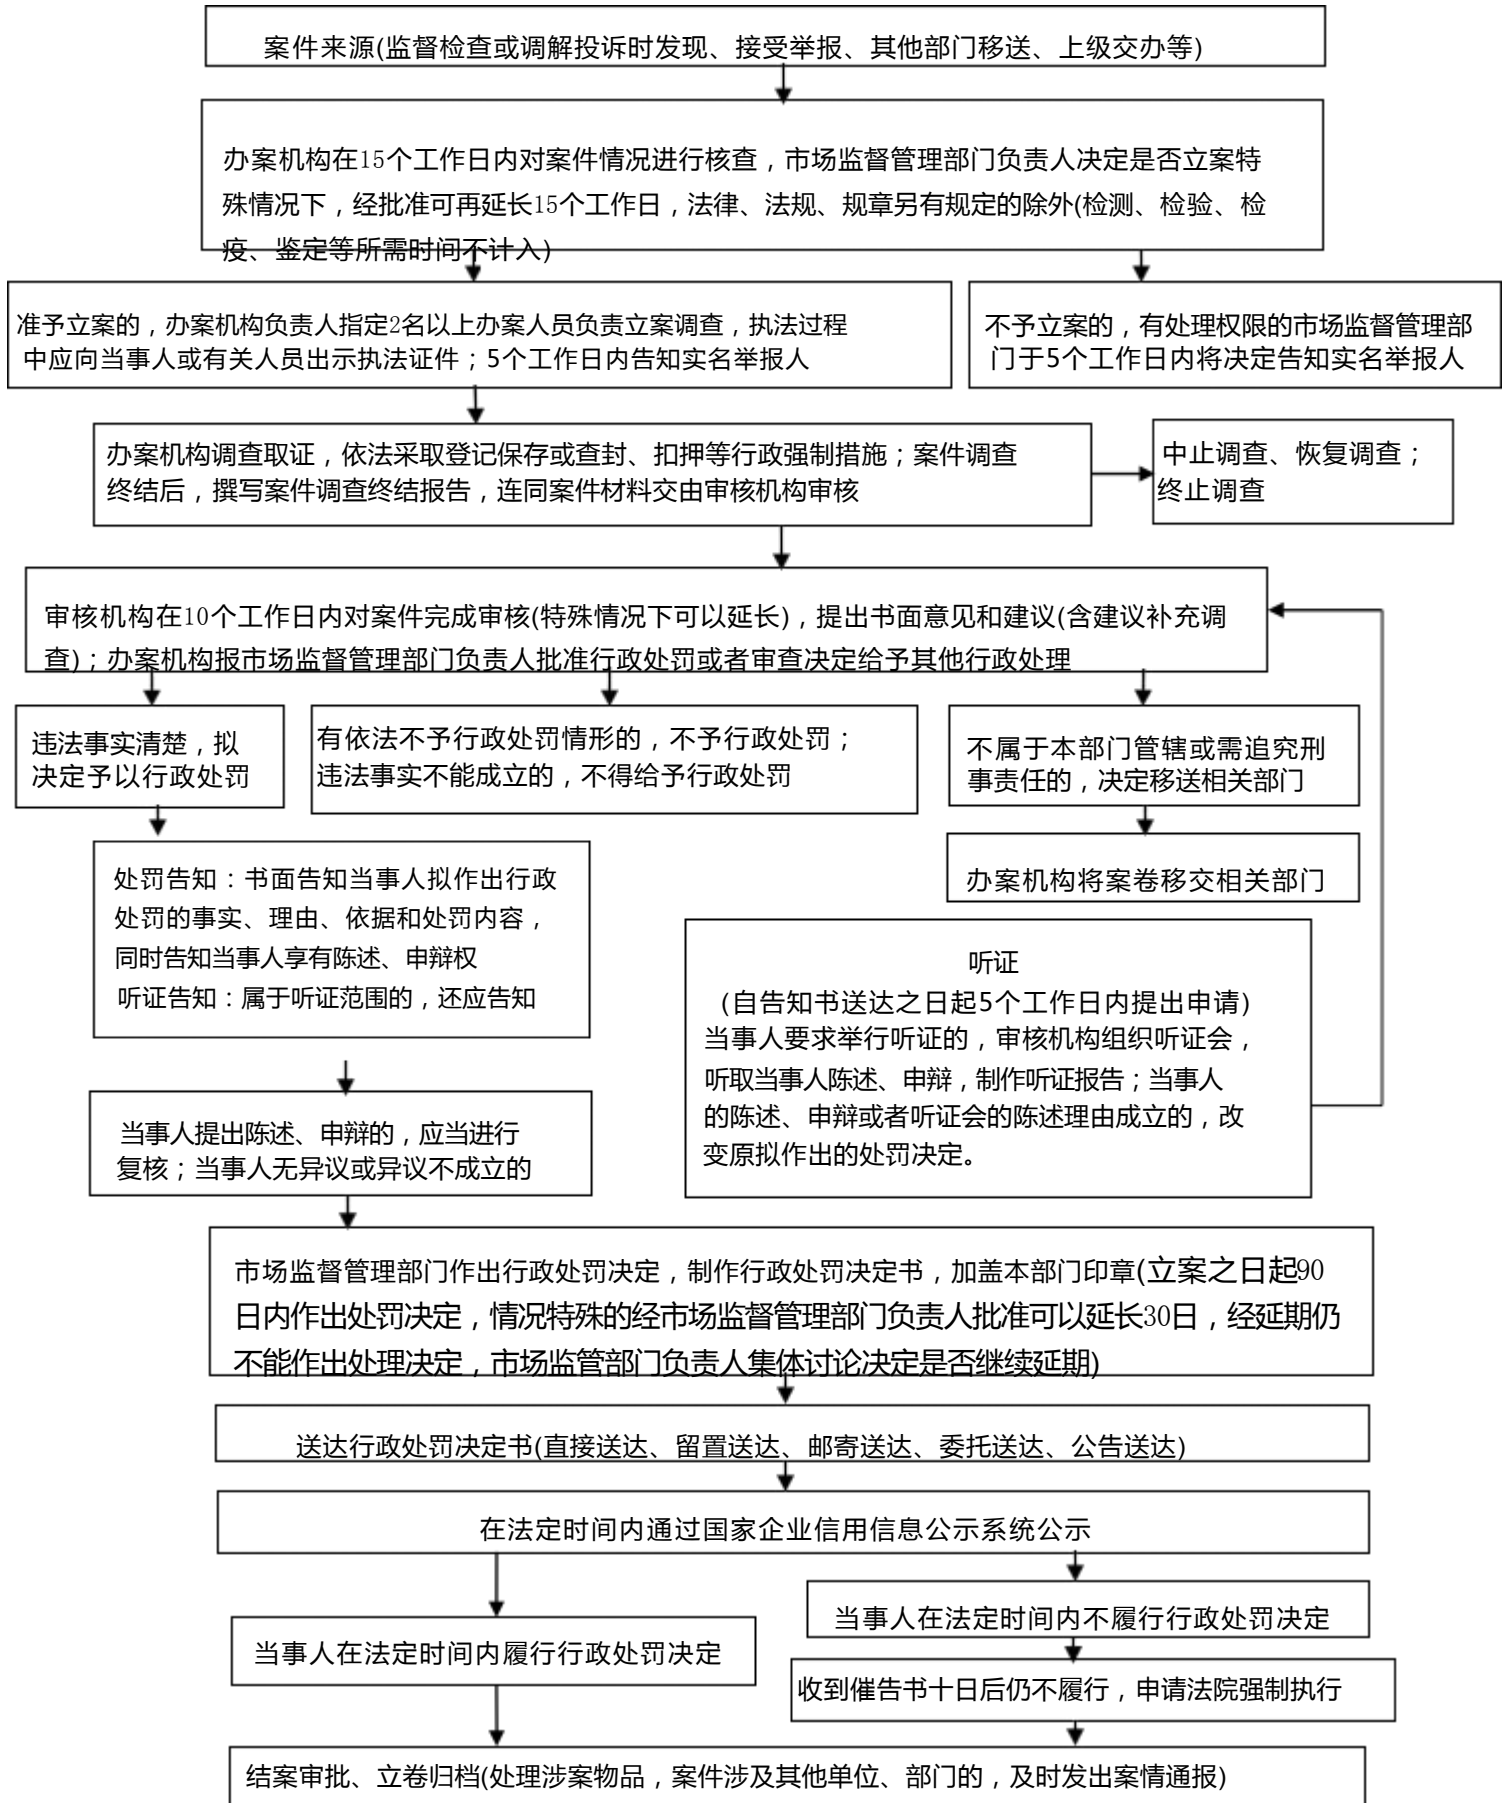 案件来源(监督检查或调解投诉时发现、接受举报、其他部门移送、上级交办等)
办案机构在15个工作日内对案件情况进行核查，市场监督管理部门负责人决定是否立案特
殊情况下，经批准可再延长15个工作日，法律、法规、规章另有规定的除外(检测、检验、检
疫、鉴定等所需时间不计入)
准予立案的，办案机构负责人指定2名以上办案人员负责立案调查，执法过程
中应向当事人或有关人员出示执法证件；5个工作日内告知实名举报人
不予立案的，有处理权限的市场监督管理部
门于5个工作日内将决定告知实名举报人
办案机构调查取证，依法采取登记保存或查封、扣押等行政强制措施；案件调查
终结后，撰写案件调查终结报告，连同案件材料交由审核机构审核
中止调查、恢复调查；
终止调查
审核机构在10个工作日内对案件完成审核(特殊情况下可以延长)，提出书面意见和建议(含建议补充调
查)；办案机构报市场监督管理部门负责人批准行政处罚或者审查决定给予其他行政处理
违法事实清楚，拟
决定予以行政处罚
有依法不予行政处罚情形的，不予行政处罚；
违法事实不能成立的，不得给予行政处罚
不属于本部门管辖或需追究刑
事责任的，决定移送相关部门
办案机构将案卷移交相关部门
处罚告知：书面告知当事人拟作出行政
处罚的事实、理由、依据和处罚内容，
同时告知当事人享有陈述、申辩权
听证告知：属于听证范围的，还应告知
听证
(自告知书送达之日起5个工作日内提出申请)
当事人要求举行听证的，审核机构组织听证会，
听取当事人陈述、申辩，制作听证报告；当事人
的陈述、申辩或者听证会的陈述理由成立的，改
变原拟作出的处罚决定。
当事人提出陈述、申辩的，应当进行
复核；当事人无异议或异议不成立的
市场监督管理部门作出行政处罚决定，制作行政处罚决定书，加盖本部门印章(立案之日起90
日内作出处罚决定，情况特殊的经市场监督管理部门负责人批准可以延长30日，经延期仍
不能作出处理决定，市场监管部门负责人集体讨论决定是否继续延期)
送达行政处罚决定书(直接送达、留置送达、邮寄送达、委托送达、公告送达)
在法定时间内通过国家企业信用信息公示系统公示
当事人在法定时间内不履行行政处罚决定
当事人在法定时间内履行行政处罚决定
收到催告书十日后仍不履行，申请法院强制执行
结案审批、立卷归档(处理涉案物品，案件涉及其他单位、部门的，及时发出案情通报)